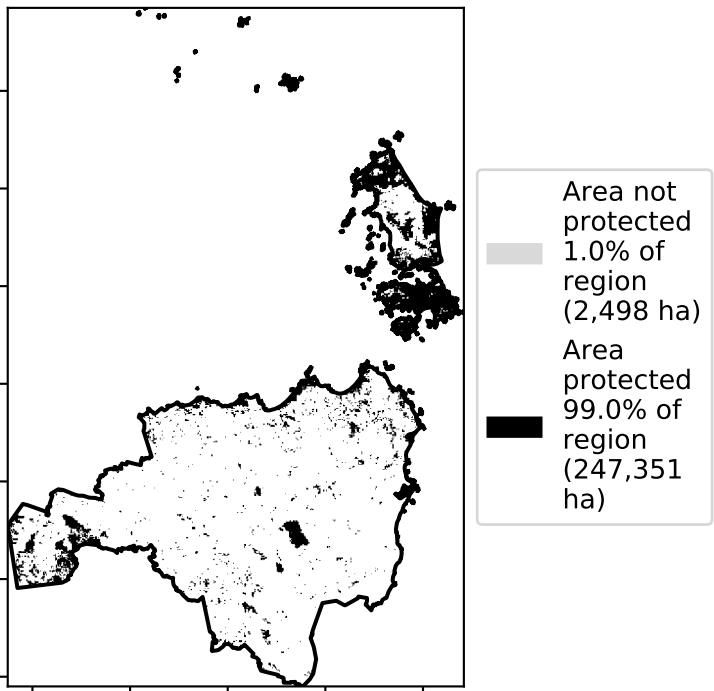 Area not
protected
1.0% of
region
(2,498 ha)
Area
protected
99.0% of
region
(247,351
ha)